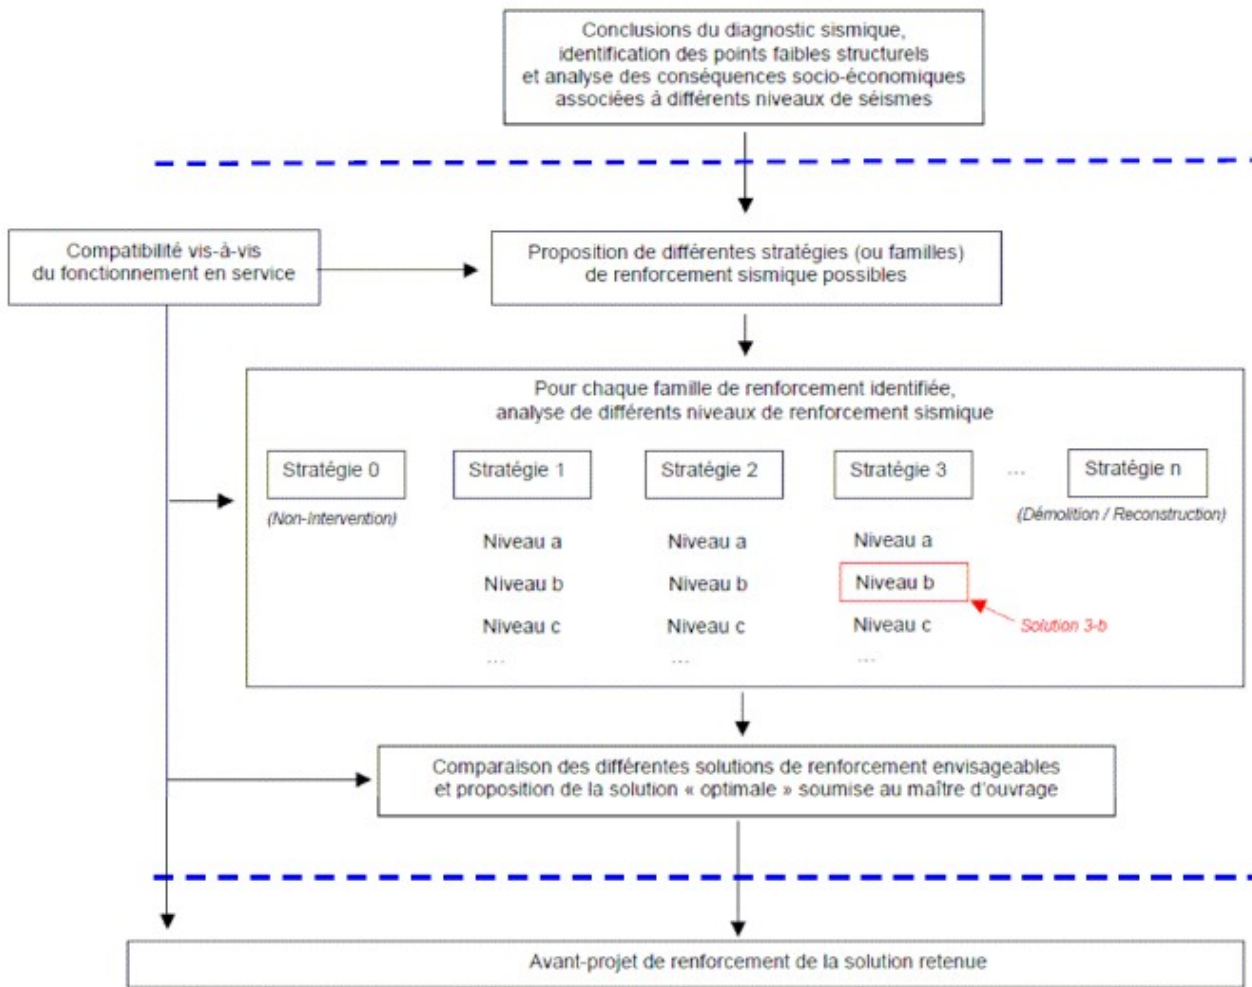 Conclusions du diagnostic sismique,
identification des points faibles structurels
et analyse des conséquences socio-économiques
associées à différents niveaux de séismes
Compatibilité vis-à-vis
du fonctionnement en service
Proposition de différentes stratégies (ou familles)
de renforcement sismique possibles
Pour chaque famille de renforcement identifiée,
analyse de différents niveaux de renforcement sismique
Stratégie 0
Stratégie 1
Stratégie 2
Stratégie 3
...
Stratégie n
(Non-Intervention)
(Démolition / Reconstruction)
Niveau a
Niveau a
Niveau a
Niveau b
Niveau b
Niveau b
Niveau c
Niveau c
Niveau c
Solution 3-b
...
...
...
Comparaison des différentes solutions de renforcement envisageables
et proposition de la solution « optimale » soumise au maître d'ouvrage
Avant-projet de renforcement de la solution retenue